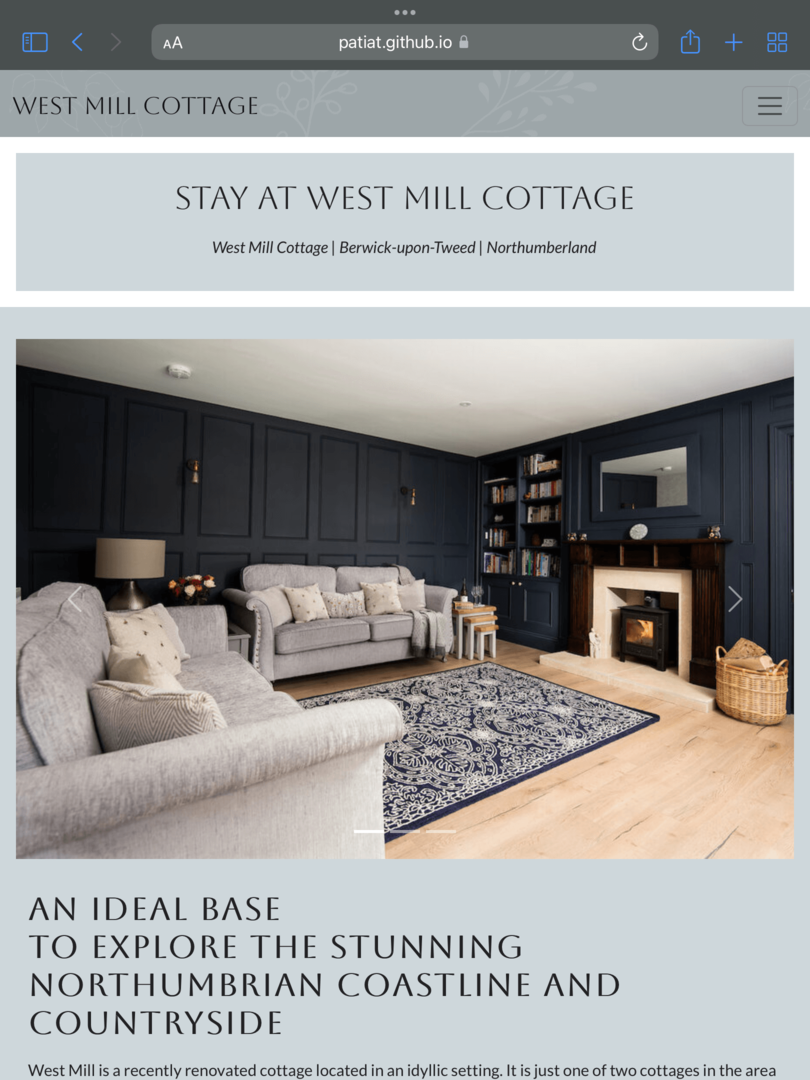 AA
patiat.github.io
WEST MILL COTTAGE
STAY AT WEST MILL COTTAGE
West Mill Cottage | Berwick-upon-Tweed | Northumberland
AN IDEAL BASE
TO EXPLORE THE STUNNING
NORTHUMBRIAN COASTLINE AND
COUNTRYSIDE
West Mill is a recently renovated cottage located in an idyllic setting. It is just one of two cottages in the area